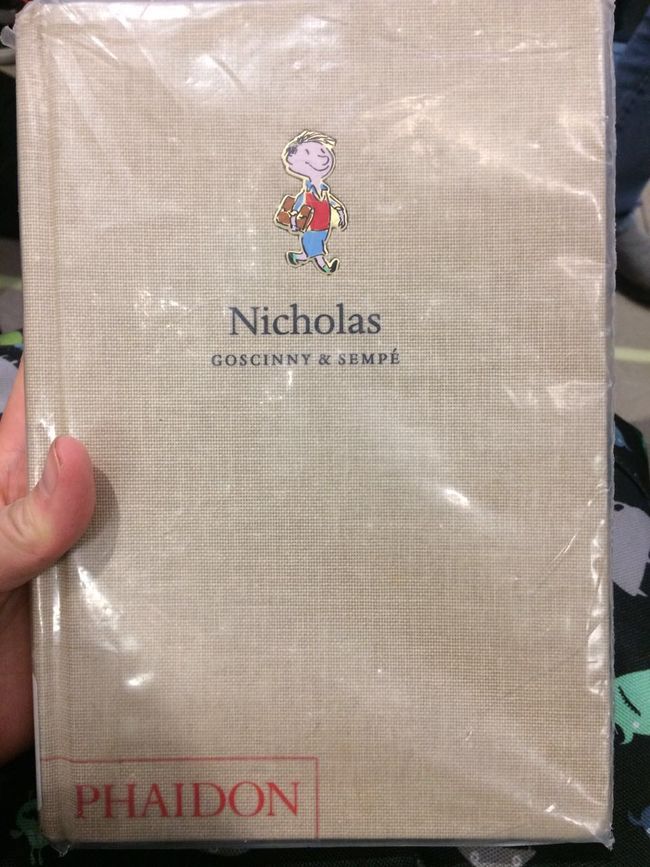 Nicholas
GOSCINNY & SEMPÉ
PHAIDON